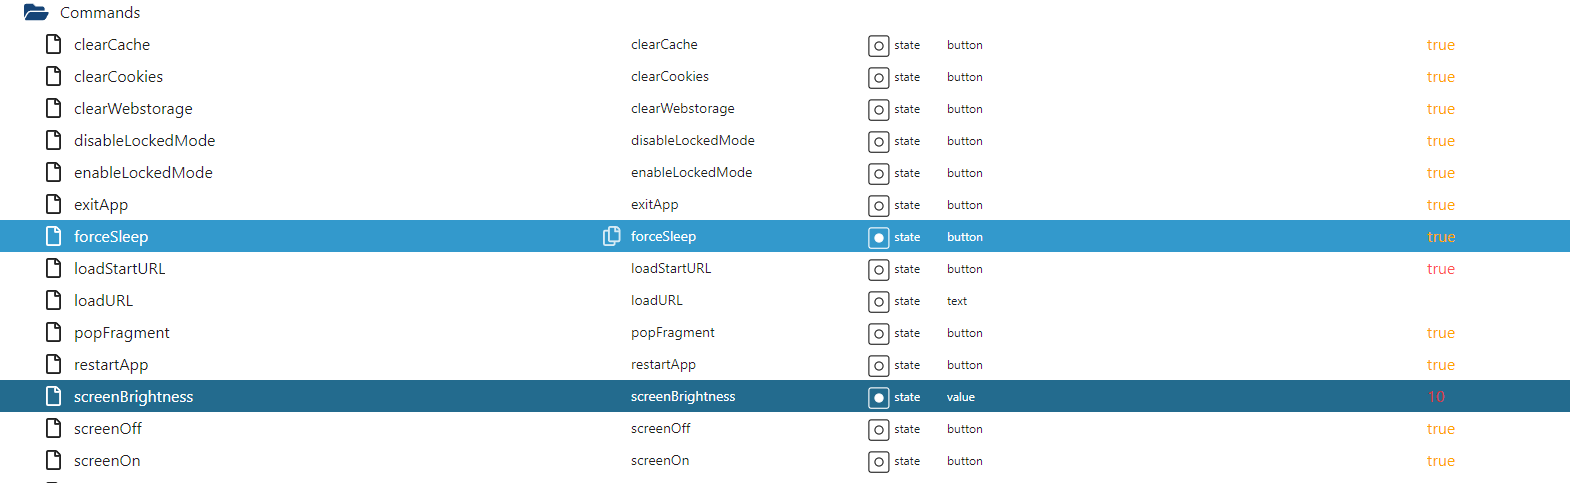 Commands
clearCache clearCache state button true
clearCookies clearCookies state button true
clearWebstorage clearWebstorage state button true
disableLockedMode disableLockedMode state button true
enableLockedMode enableLockedMode state button true
exitApp exitApp state button true
forceSleep forceSleep state button true
loadStartURL loadStartURL state button true
loadURL loadURL state text
popFragment popFragment state button true
restartApp restartApp state button true
screenBrightness screenBrightness state value 10
screenOff screenOff state button true
screenOn screenOn state button true